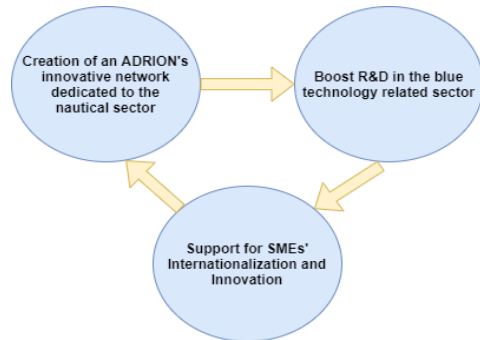 Creation of an ADRION's
innovative network
dedicated to the
nautical sector
Boost R&D in the blue
technology related sector
Support for SMEs'
Internationalization and
Innovation